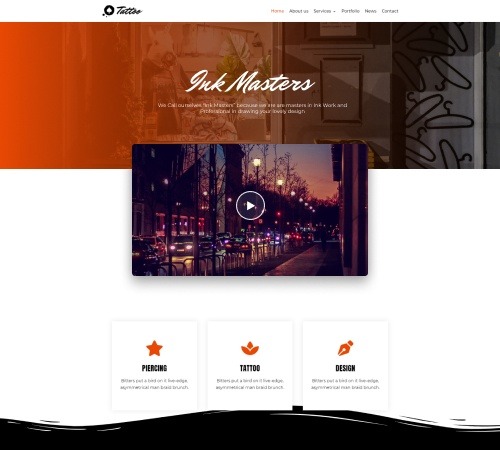 Tattoo
Home About us Services Portfolio News Contact
Ink Masters
We Call ourselves "Ink Masters" because we are are masters in Ink Work and
Professional in drawing your lovely design.
PIERCING
Bitters put a bird on it live-edge,
asymmetrical man braid brunch.
TATTOO
Bitters put a bird on it live-edge,
asymmetrical man braid brunch.
DESIGN
Bitters put a bird on it live-edge,
asymmetrical man braid brunch.